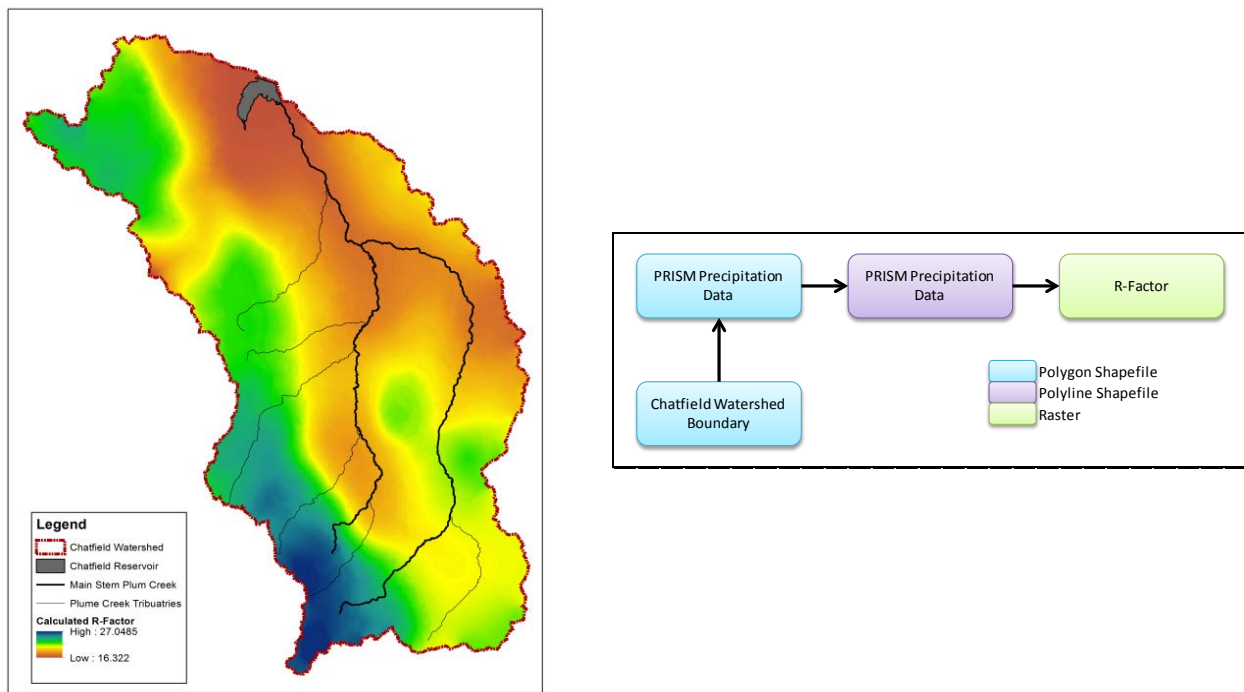 Legend
Chatfield Watershed
Chatfield Reservoir
Main Stem Plum Creek
Plume Creek Tribuatries
Calculated R-Factor
High : 27.0485
Low : 16.322
PRISM Precipitation
Data
PRISM Precipitation
Data
R-Factor
Chatfield Watershed
Boundary
Polygon Shapefile
Polyline Shapefile
Raster